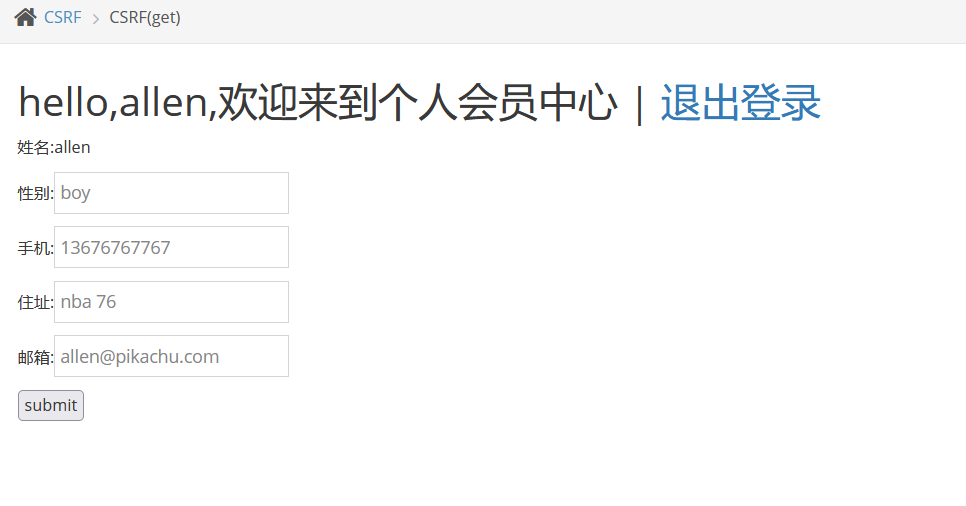 CSRF > CSRF(get)
hello,allen,欢迎来到个人会员中心 | 退出登录
姓名:allen
性别:boy
手机:13676767767
住址:nba 76
邮箱:allen@pikachu.com
submit